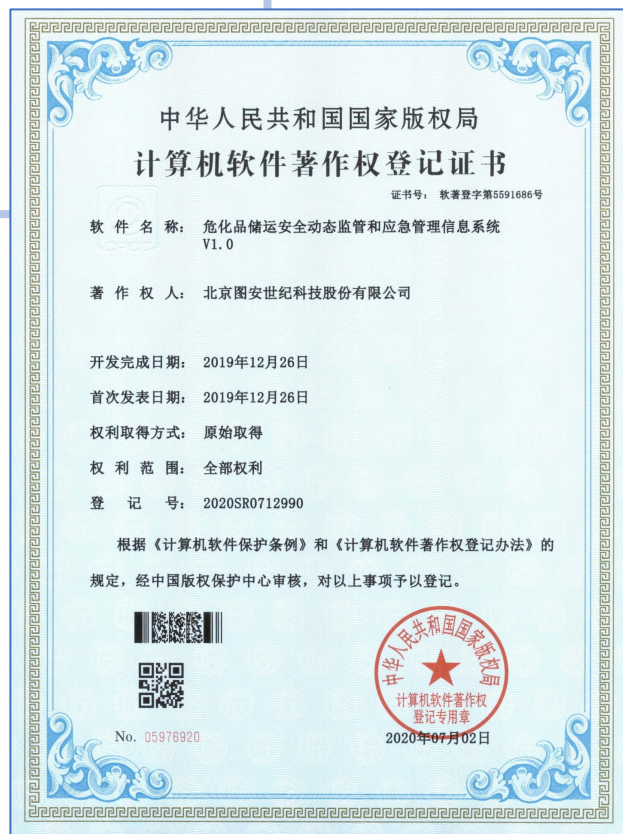 中华人民共和国国家版权局
计算机软件著作权登记证书
证书号： 软著登字第5591686号
软件名称： 危化品储运安全动态监管和应急管理信息系统
V1.0
著作权人： 北京图安世纪科技股份有限公司
开发完成日期： 2019年12月26日
首次发表日期： 2019年12月26日
权利取得方式： 原始取得
权利范围： 全部权利
登记号： 2020SR0712990
根据《计算机软件保护条例》和《计算机软件著作权登记办法》的
规定，经中国版权保护中心审核，对以上事项予以登记。
中华人民共和国国家版权局
计算机软件著作权
登记专用章
No. 05976920
2020年07月02日
CPCC